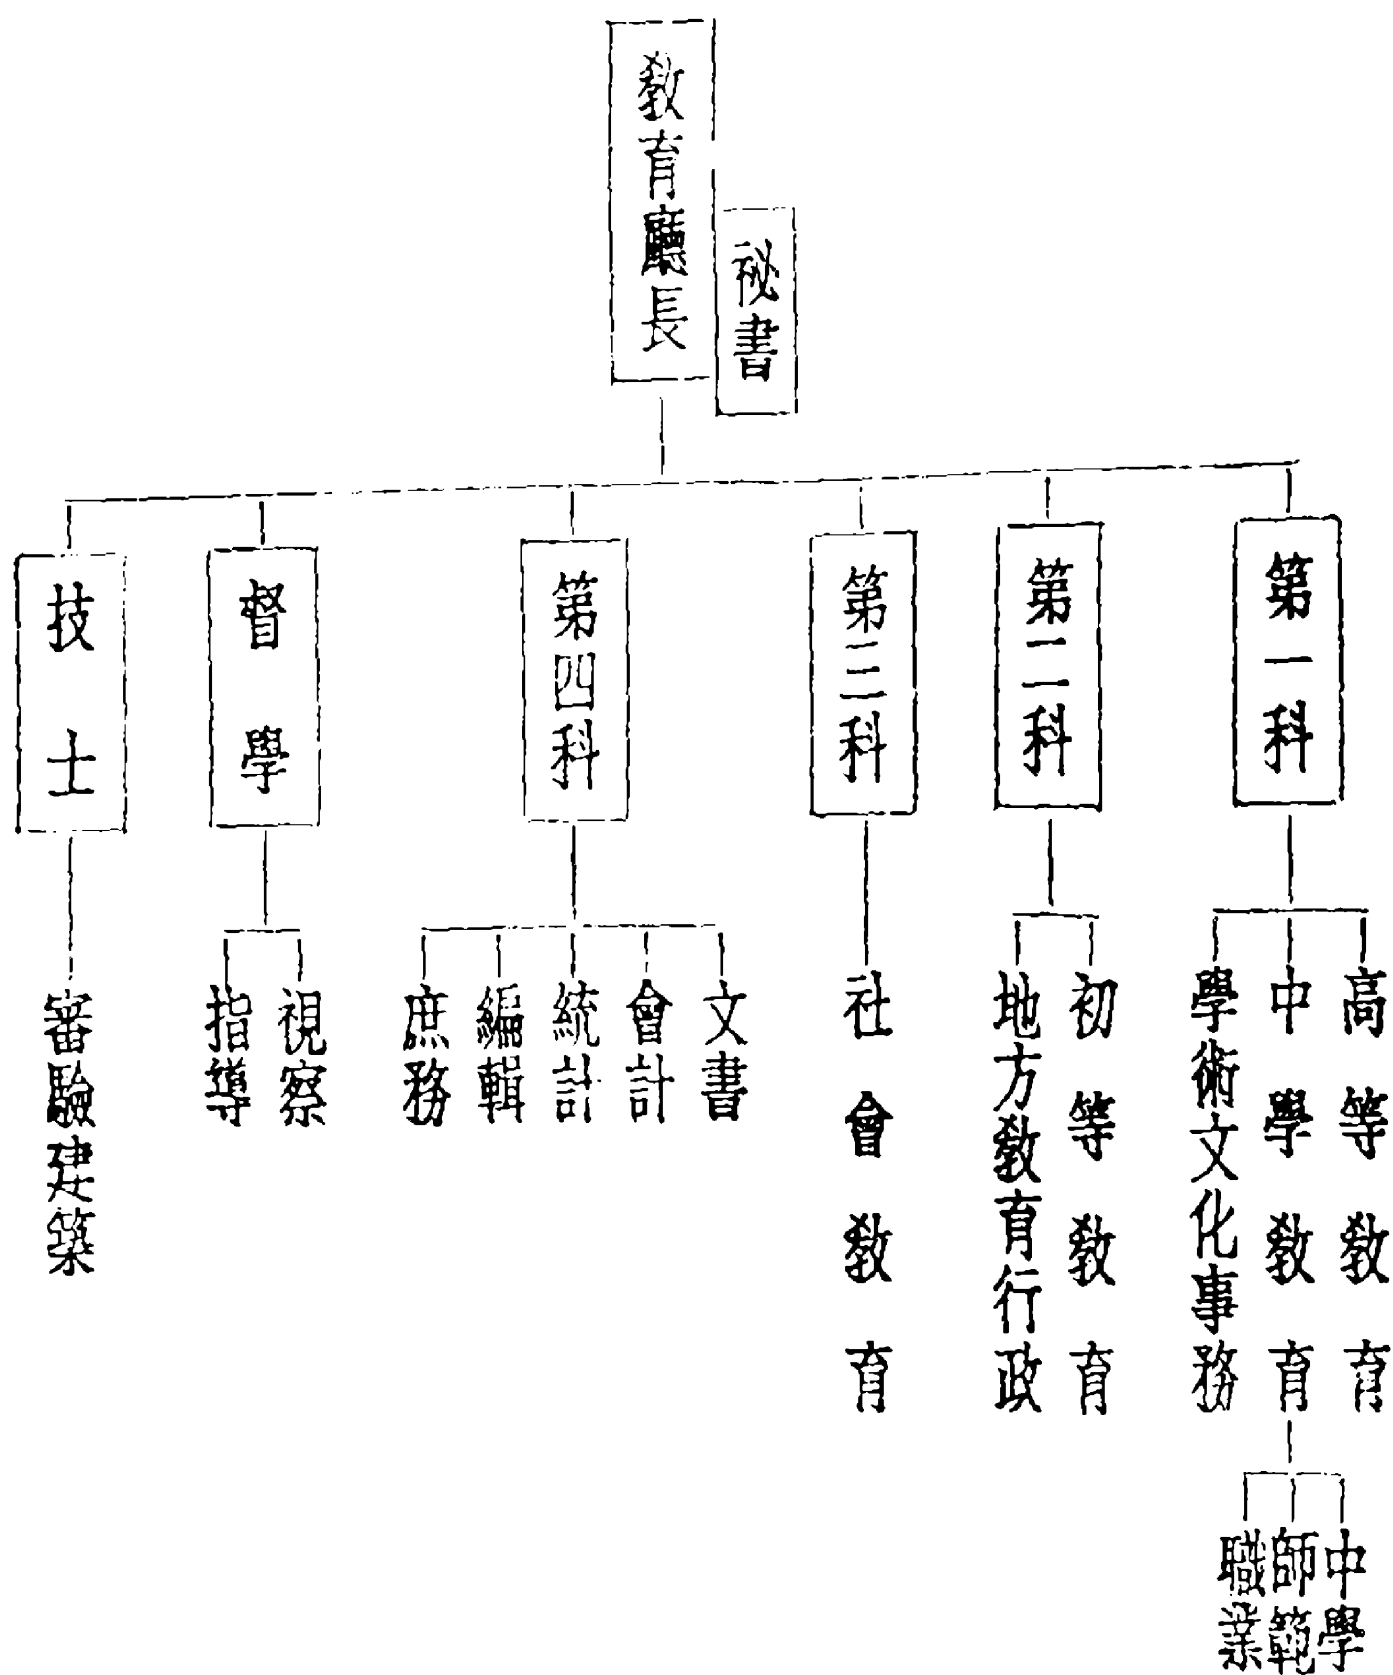 教育廳長
祕書
第一科
第二科
第三科
第四科
督學
技士
高等教育
中學教育
學術文化事務
初等教育
地方教育行政
社會教育
文書
會計
統計
編輯
庶務
視察
指導
審驗建築
中學
師範
職業